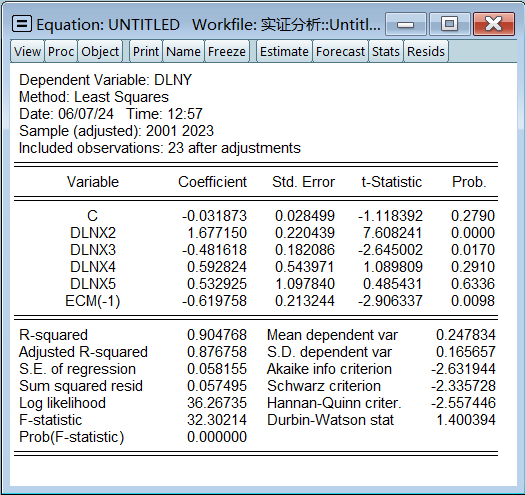 Equation: UNTITLED Workfile: 实证分析::Untitl...
View Proc Object Print Name Freeze Estimate Forecast Stats Resids
Dependent Variable: DLNY
Method: Least Squares
Date: 06/07/24 Time: 12:57
Sample (adjusted): 2001 2023
Included observations: 23 after adjustments
Variable Coefficient Std. Error t-Statistic Prob.
C -0.031873 0.028499 -1.118392 0.2790
DLNX2 1.677150 0.220439 7.608241 0.0000
DLNX3 -0.481618 0.182086 -2.645002 0.0170
DLNX4 0.592824 0.543971 1.089809 0.2910
DLNX5 0.532925 1.097840 0.485431 0.6336
ECM(-1) -0.619758 0.213244 -2.906337 0.0098
R-squared 0.904768 Mean dependent var 0.247834
Adjusted R-squared 0.876758 S.D. dependent var 0.165657
S.E. of regression 0.058155 Akaike info criterion -2.631944
Sum squared resid 0.057495 Schwarz criterion -2.335728
Log likelihood 36.26735 Hannan-Quinn criter. -2.557446
F-statistic 32.30214 Durbin-Watson stat 1.400394
Prob(F-statistic) 0.000000